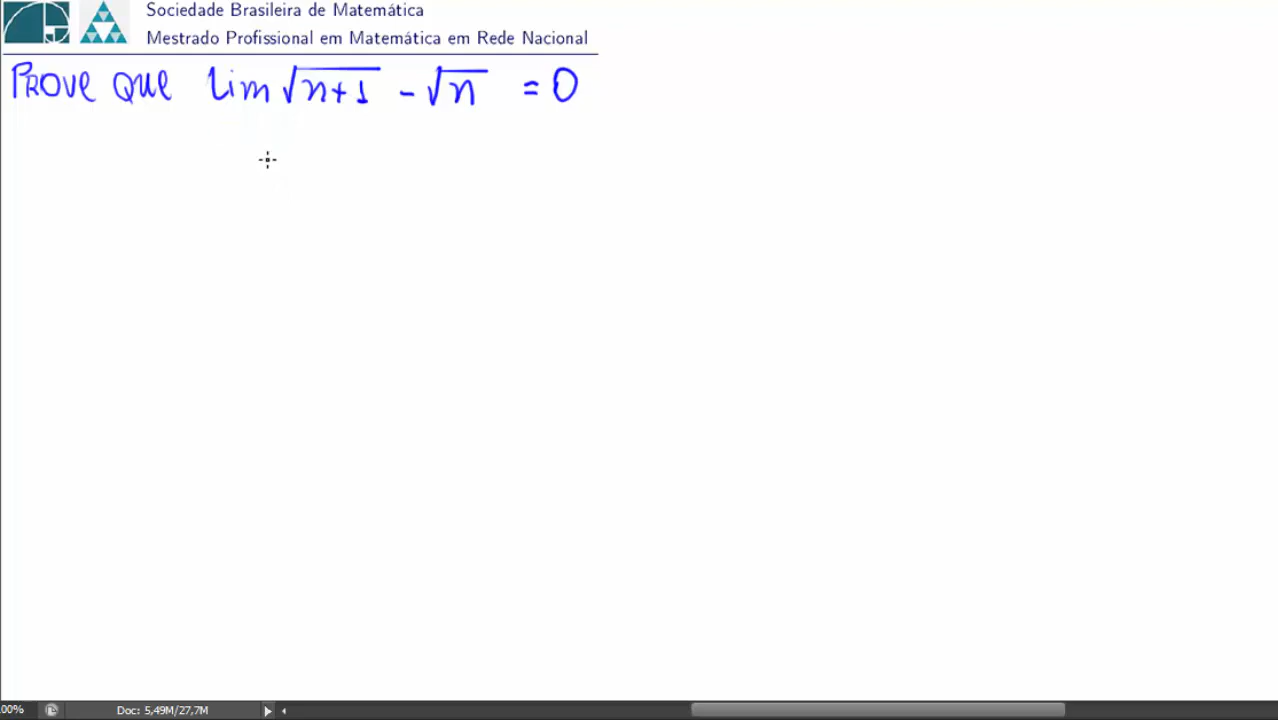 Sociedade Brasileira de Matemática
Mestrado Profissional em Matemática em Rede Nacional
PROVE QUE lim √n+1 - √n = 0
00% Doc: 5,49M/27,7M